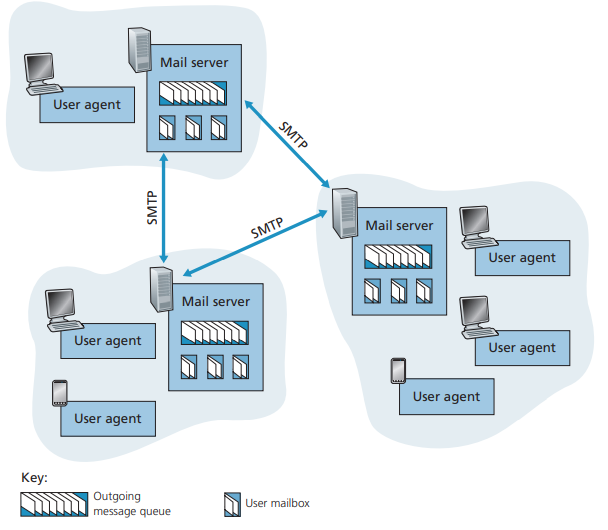 Mail server
User agent
SMTP
SMTP
SMTP
Mail server
User agent
User agent
User agent
Mail server
User agent
User agent
Key:
Outgoing
message queue
User mailbox